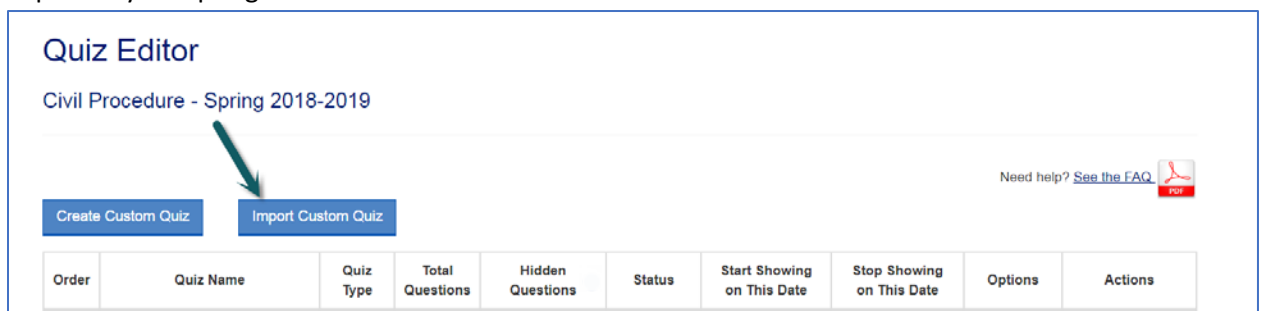 Quiz Editor
Civil Procedure - Spring 2018-2019
Need help? See the FAQ
PDF
Create Custom Quiz Import Custom Quiz
Order Quiz Name Quiz Type Total Questions Hidden Questions Status Start Showing on This Date Stop Showing on This Date Options Actions